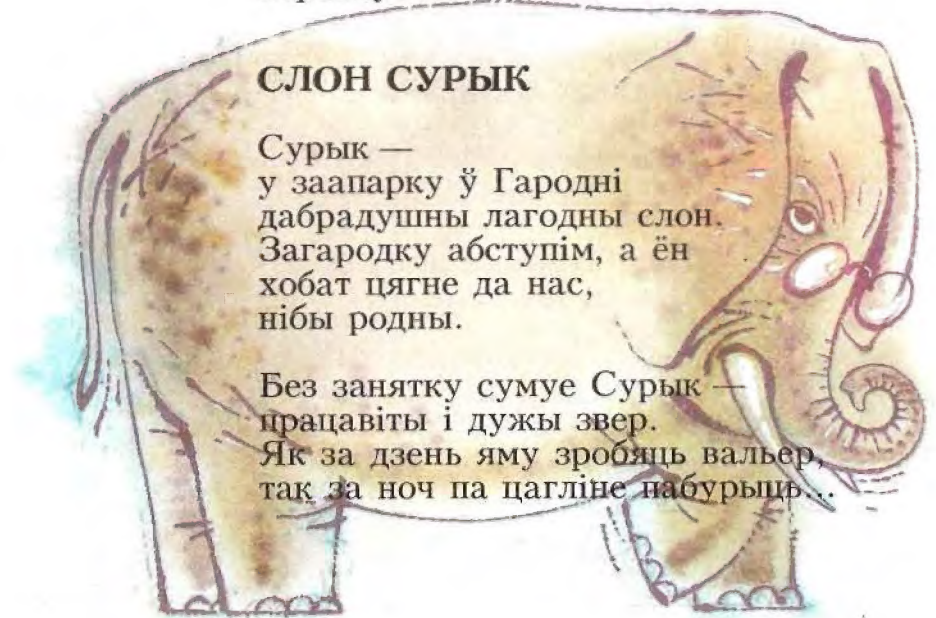 СЛОН СУРЫК
Сурык —
у заапарку ў Гародні
дабрадушны лагодны слон.
Загародку абступім, а ён
хобат цягне да нас,
нібы родны.
Без занятку сумуе Сурык —
працавіты і дужы звер.
Як за дзень яму зробяць вальер,
так за ноч па цагліне пабурыць...